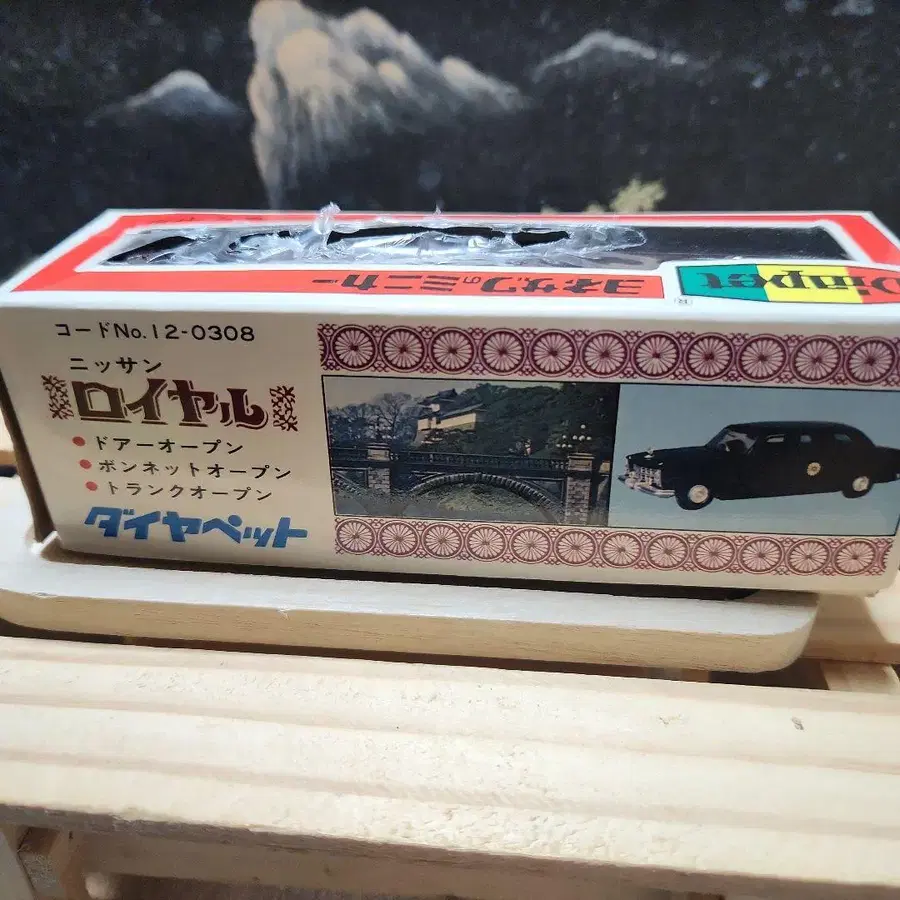 ヨネザワのミニカー
Diapet
®
コードNo.12-0308
ニッサン
ロイヤル
ドアーオープン
ボンネットオープン
トランクオープン
ダイヤペット